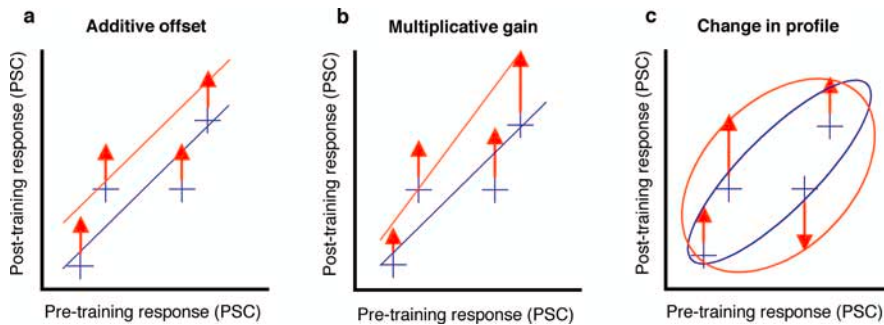 a
Additive offset
Post-training response (PSC)
Pre-training response (PSC)
b
Multiplicative gain
Post-training response (PSC)
Pre-training response (PSC)
c
Change in profile
Post-training response (PSC)
Pre-training response (PSC)